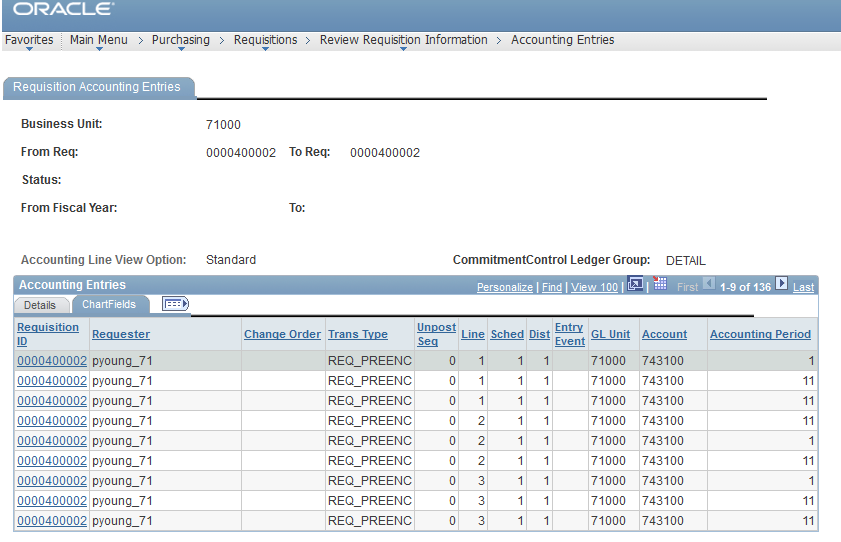 ORACLE
Favorites Main Menu > Purchasing > Requisitions > Review Requisition Information > Accounting Entries
Requisition Accounting Entries
Business Unit: 71000
From Req: 0000400002 To Req: 0000400002
Status:
From Fiscal Year: To:
Accounting Line View Option: Standard CommitmentControl Ledger Group: DETAIL
Accounting Entries Personalize | Find | View 100 | | First 1-9 of 136 Last
Details ChartFields
Requisition ID Requester Change Order Trans Type Unpost Seq Line Sched Dist Entry Event GL Unit Account Accounting Period
0000400002 pyoung_71 REQ_PREENC 0 1 1 1 71000 743100 1
0000400002 pyoung_71 REQ_PREENC 0 1 1 1 71000 743100 11
0000400002 pyoung_71 REQ_PREENC 0 1 1 1 71000 743100 11
0000400002 pyoung_71 REQ_PREENC 0 2 1 1 71000 743100 11
0000400002 pyoung_71 REQ_PREENC 0 2 1 1 71000 743100 1
0000400002 pyoung_71 REQ_PREENC 0 2 1 1 71000 743100 11
0000400002 pyoung_71 REQ_PREENC 0 3 1 1 71000 743100 1
0000400002 pyoung_71 REQ_PREENC 0 3 1 1 71000 743100 11
0000400002 pyoung_71 REQ_PREENC 0 3 1 1 71000 743100 11